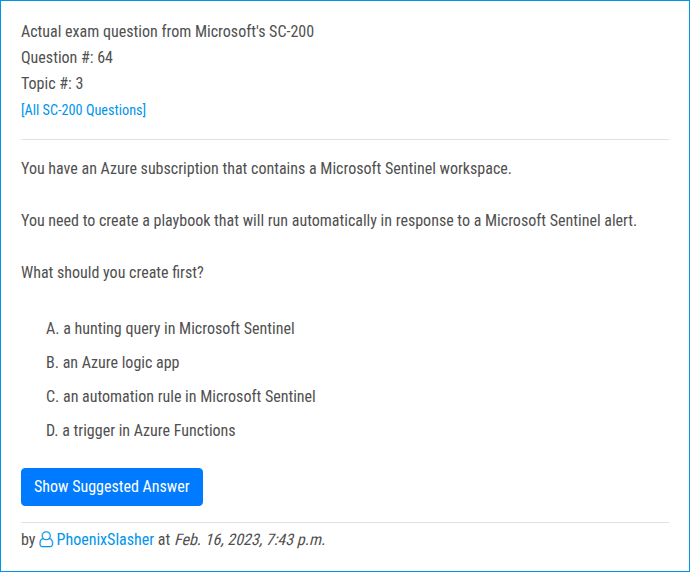 Actual exam question from Microsoft's SC-200
Question #: 64
Topic #: 3
[All SC-200 Questions]
You have an Azure subscription that contains a Microsoft Sentinel workspace.
You need to create a playbook that will run automatically in response to a Microsoft Sentinel alert.
What should you create first?
A. a hunting query in Microsoft Sentinel
B. an Azure logic app
C. an automation rule in Microsoft Sentinel
D. a trigger in Azure Functions
Show Suggested Answer
by PhoenixSlasher at Feb. 16, 2023, 7:43 p.m.